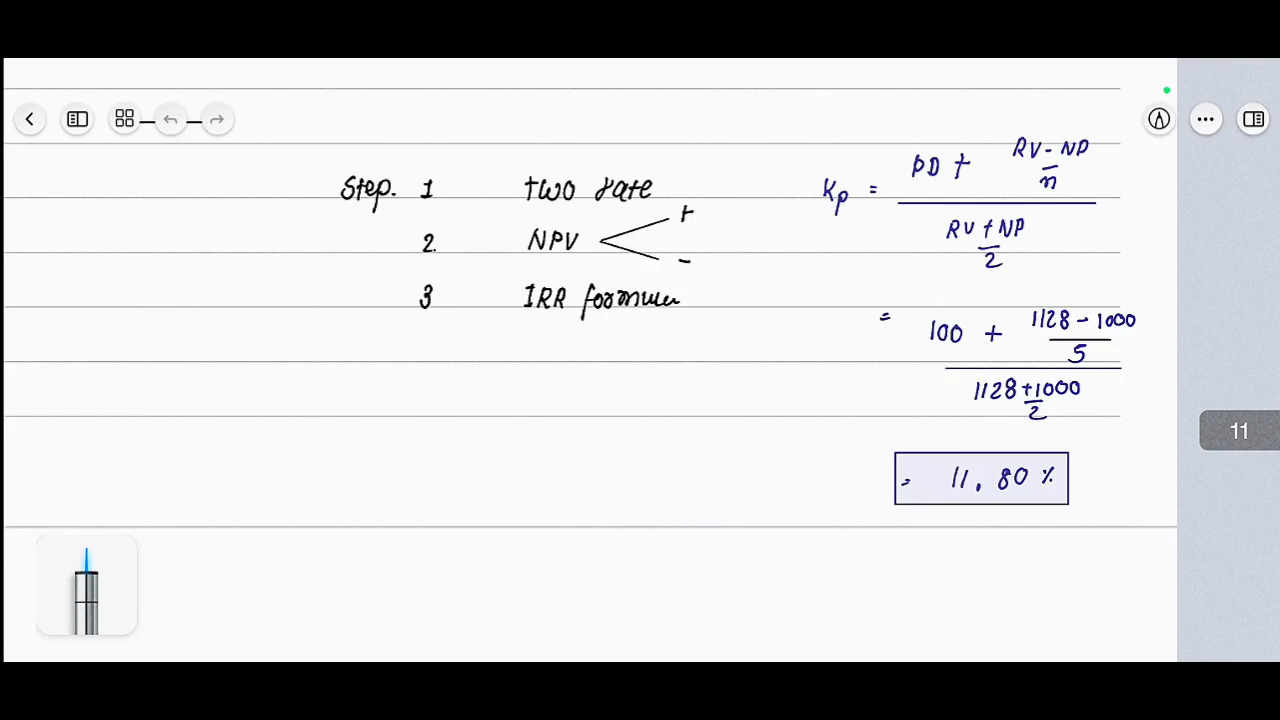 Step. 1 two rate
2. NPV + -
3 IRR formula
Kp = PD + RV - NP / n
RV + NP / 2
= 100 + 1128 - 1000 / 5
1128 + 1000 / 2
= 11.80 %
11